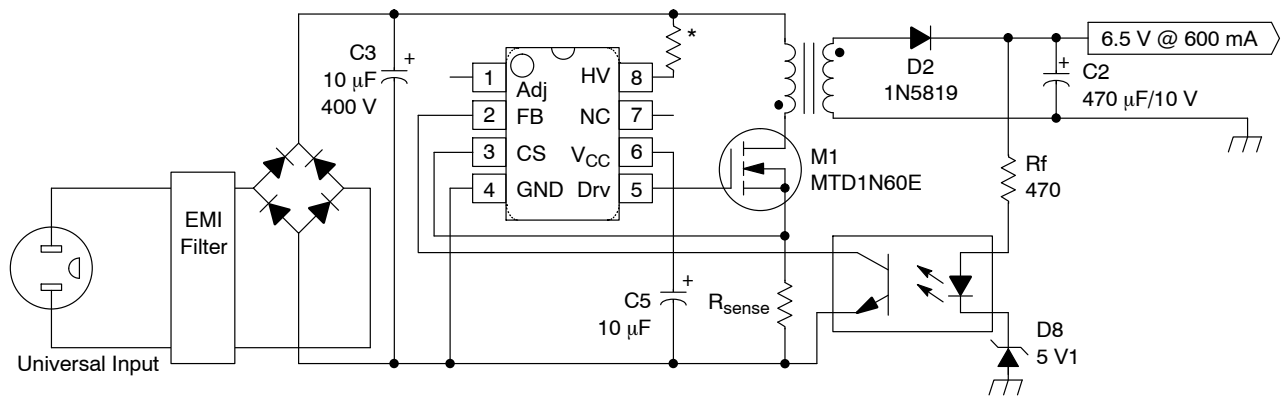 C3
10 μF
400 V
+
*
1
Adj
HV
8
2
FB
NC
7
3
CS
VCC
6
4
GND
Drv
5
D2
1N5819
6.5 V @ 600 mA
+
C2
470 μF/10 V
M1
MTD1N60E
Rf
470
EMI
Filter
+
C5
10 μF
Rsense
D8
5 V1
Universal Input